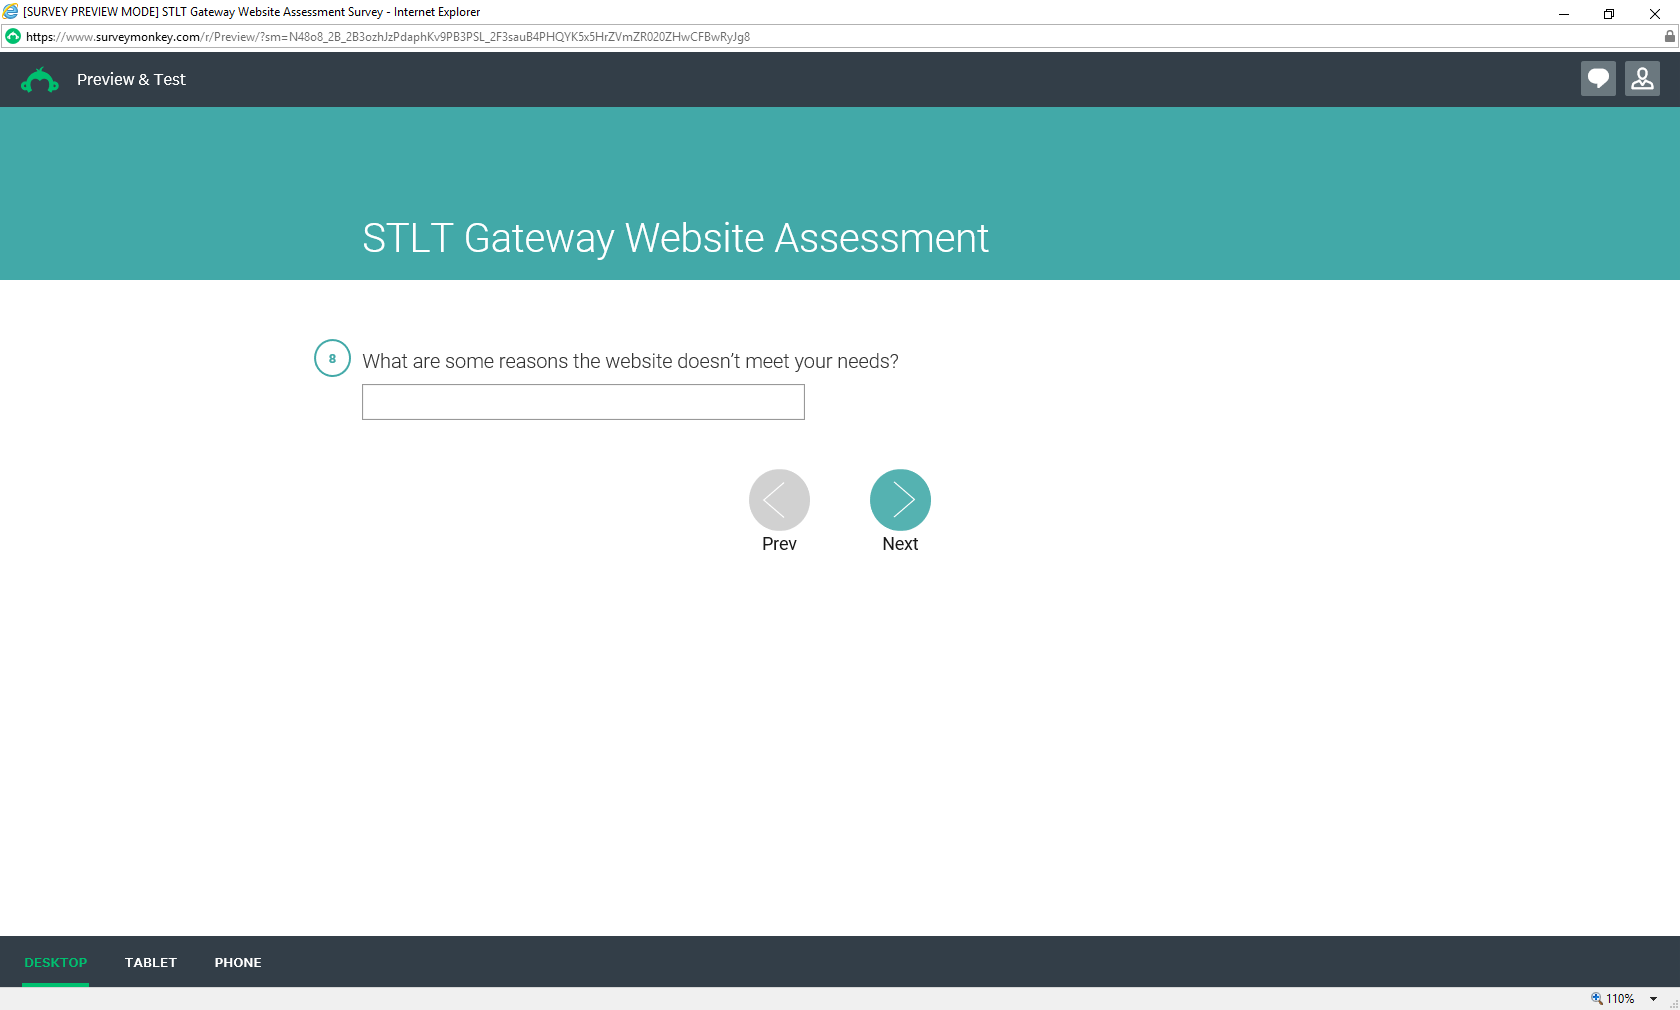 [SURVEY PREVIEW MODE] STLT Gateway Website Assessment Survey - Internet Explorer
https://www.surveymonkey.com/r/Preview/?sm=N48o8_2B_2B3ozhJzPdaphKv9PB3PSL_2F3sauB4PHQYK5x5HrZVmZR020ZHwCFBwRyJg8
Preview & Test
STLT Gateway Website Assessment
8 What are some reasons the website doesn’t meet your needs?
Prev Next
DESKTOP TABLET PHONE
110%